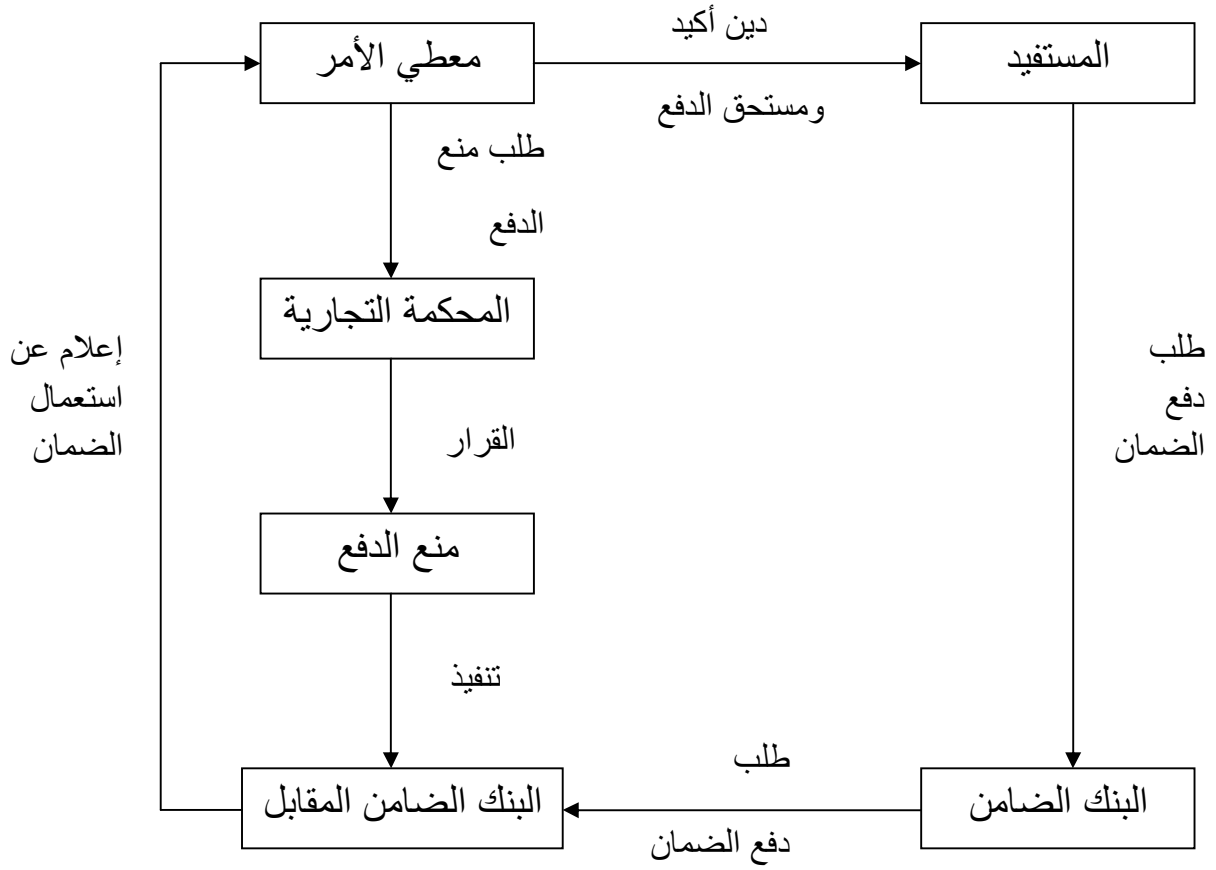 دين أكيد
المستفيد
معطي الأمر
ومستحق الدفع
طلب منع
الدفع
المحكمة التجارية
طلب
دفع
الضمان
إعلام عن
استعمال
الضمان
القرار
منع الدفع
تنفيذ
طلب
البنك الضامن
البنك الضامن المقابل
دفع الضمان